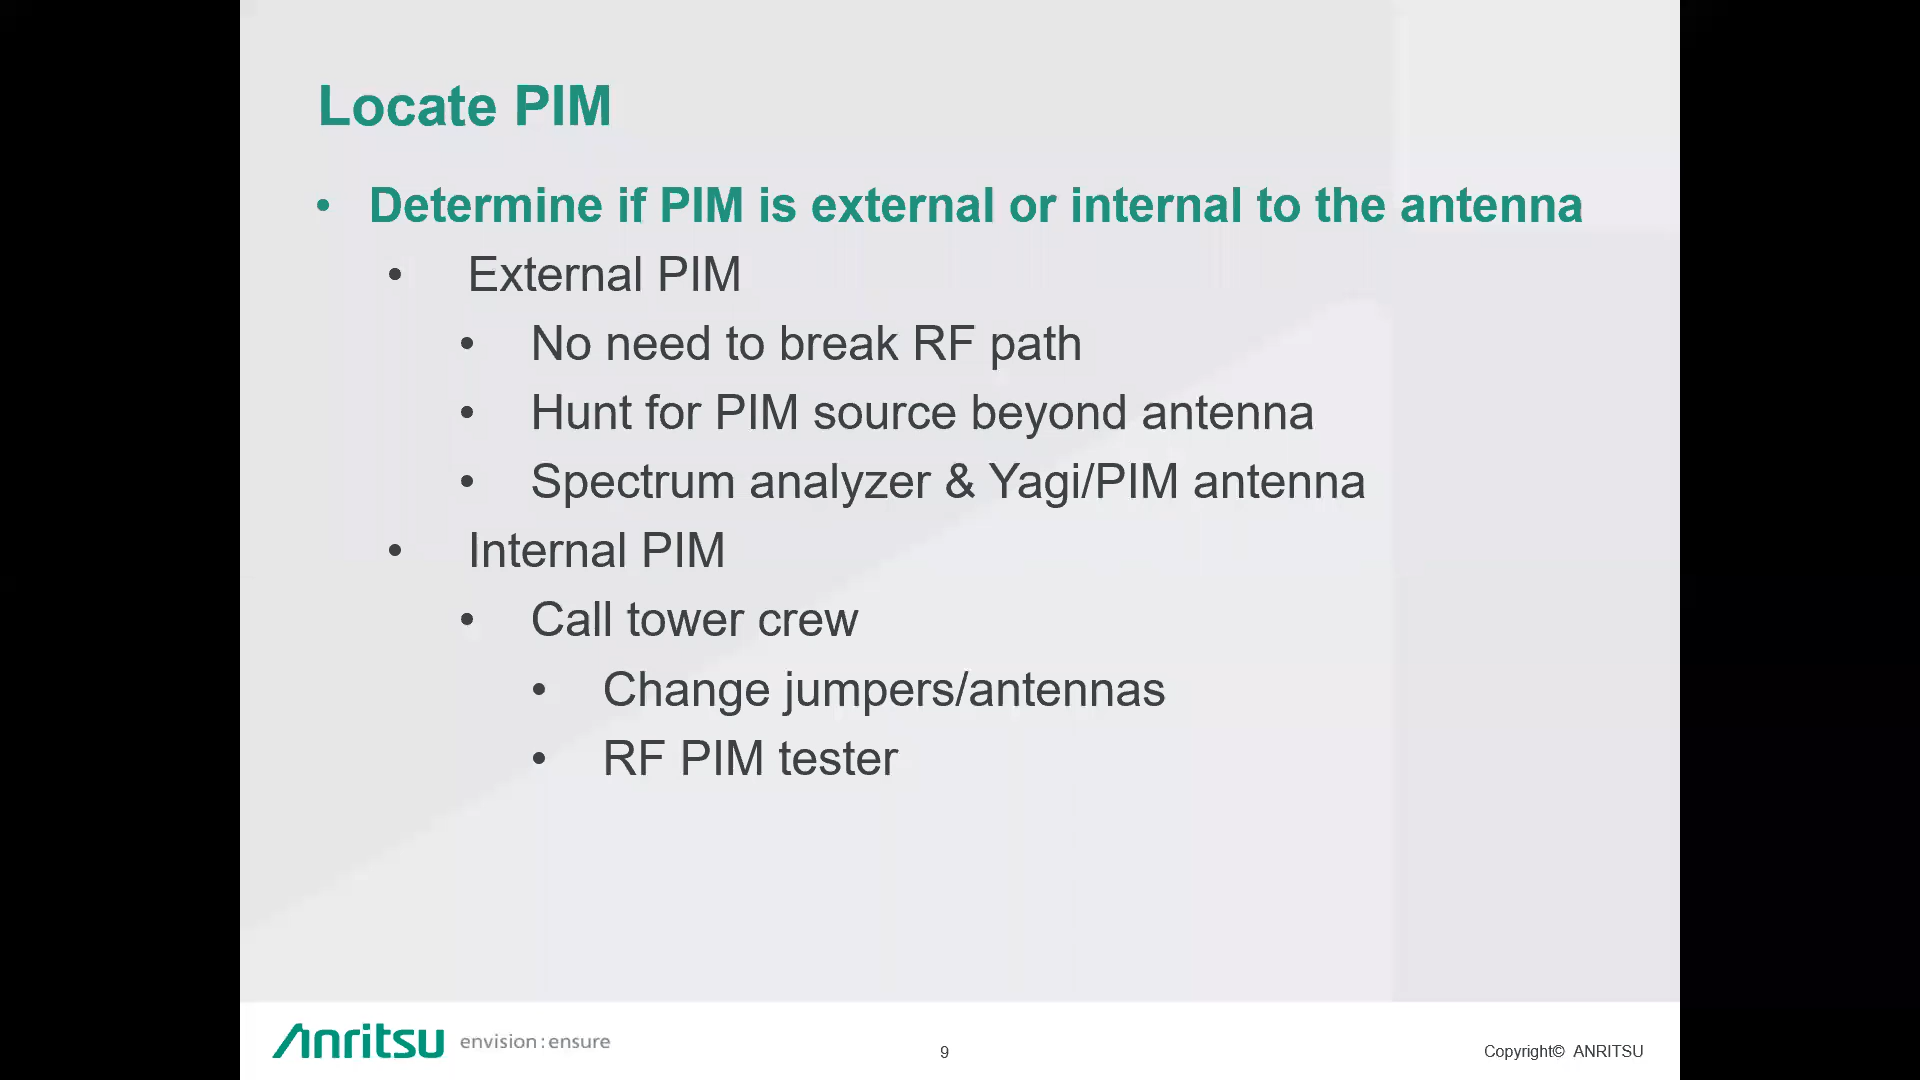 Locate PIM
• Determine if PIM is external or internal to the antenna
• External PIM
• No need to break RF path
• Hunt for PIM source beyond antenna
• Spectrum analyzer & Yagi/PIM antenna
• Internal PIM
• Call tower crew
• Change jumpers/antennas
• RF PIM tester
Anritsu envision : ensure
9
Copyright© ANRITSU